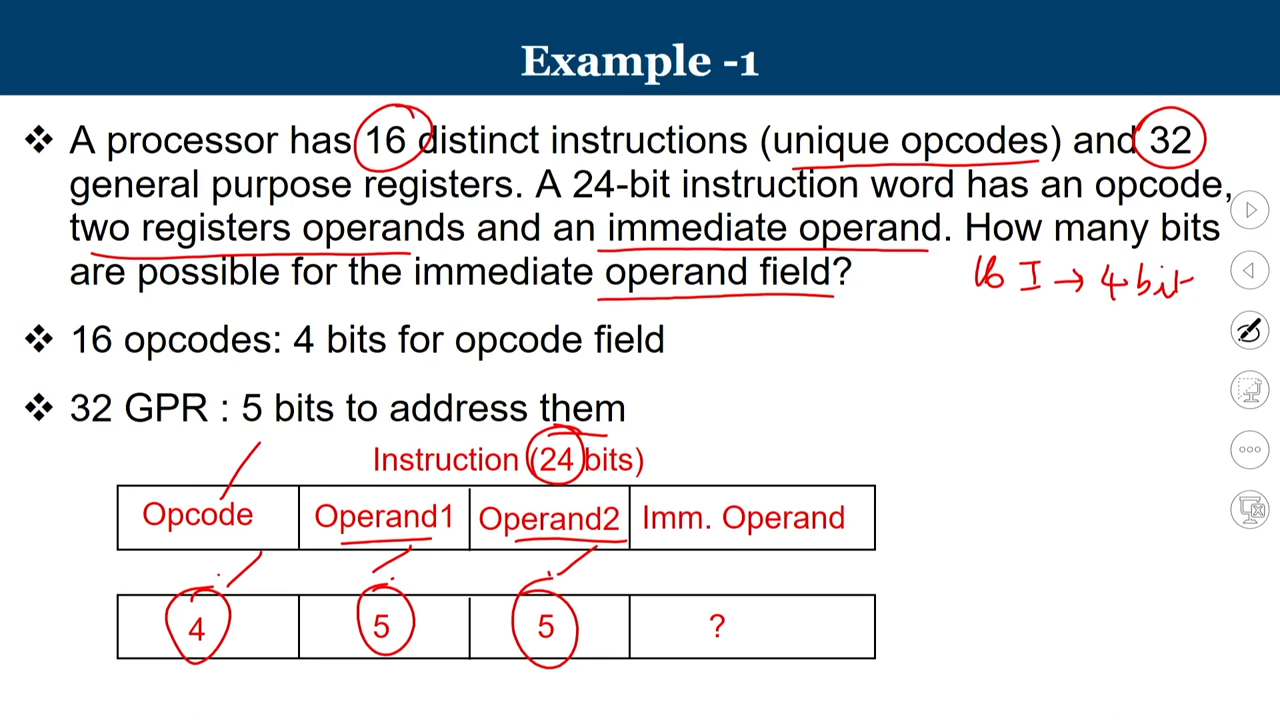 Example -1
❖ A processor has 16 distinct instructions (unique opcodes) and 32
general purpose registers. A 24-bit instruction word has an opcode,
two registers operands and an immediate operand. How many bits
are possible for the immediate operand field?
16 I → 4 bit
❖ 16 opcodes: 4 bits for opcode field
❖ 32 GPR : 5 bits to address them
Instruction (24 bits)
Opcode Operand1 Operand2 Imm. Operand
4 5 5 ?